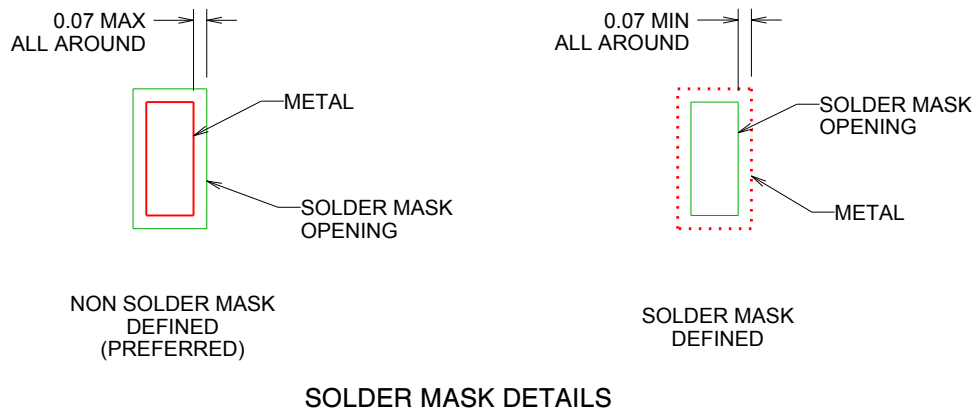 0.07 MAX
ALL AROUND
METAL
SOLDER MASK
OPENING
NON SOLDER MASK
DEFINED
(PREFERRED)
0.07 MIN
ALL AROUND
SOLDER MASK
OPENING
METAL
SOLDER MASK
DEFINED
SOLDER MASK DETAILS